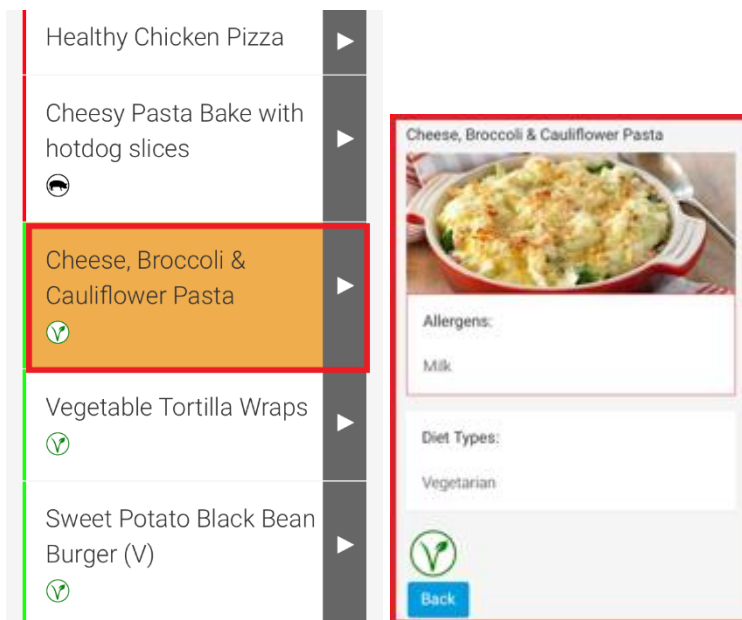 Healthy Chicken Pizza
Cheesy Pasta Bake with
hotdog slices
Cheese, Broccoli &
Cauliflower Pasta
Vegetable Tortilla Wraps
Sweet Potato Black Bean
Burger (V)
Cheese, Broccoli & Cauliflower Pasta
Allergens:
Milk
Diet Types:
Vegetarian
Back